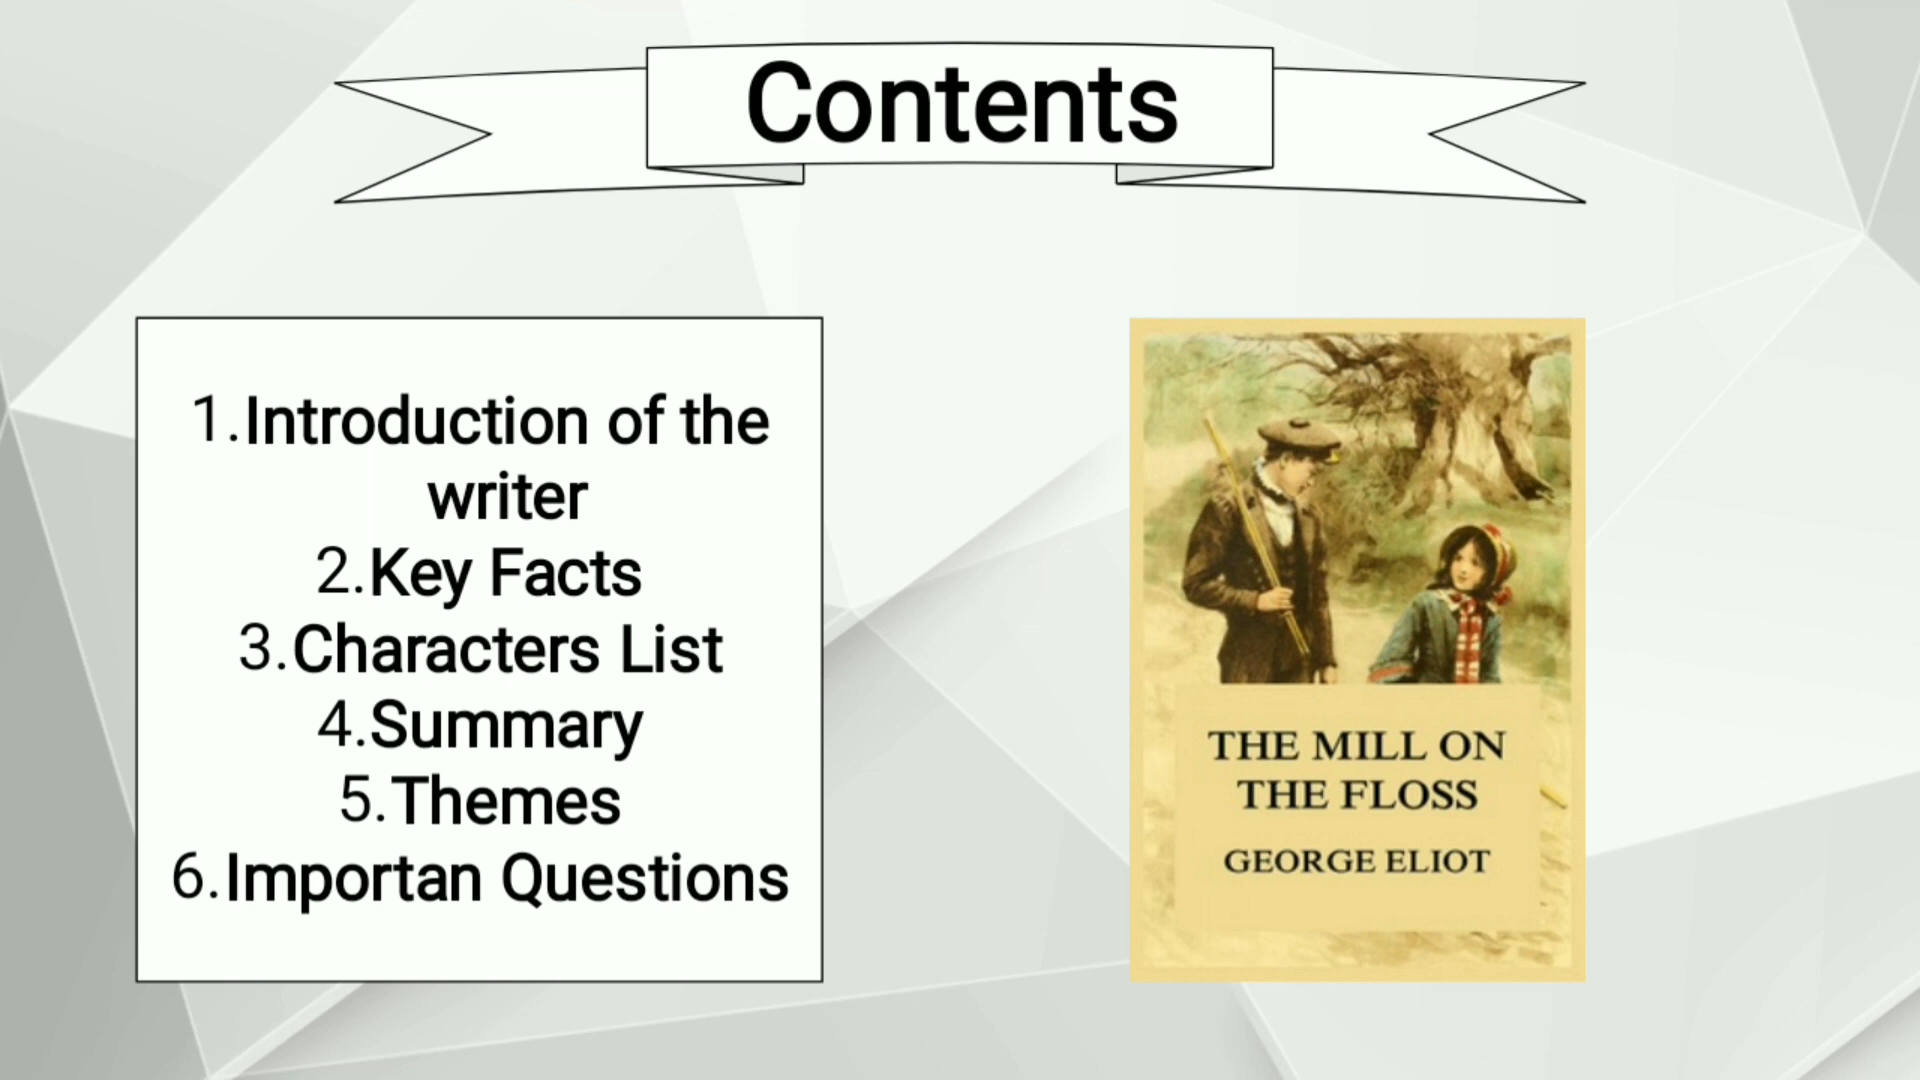 Contents
1.Introduction of the
writer
2.Key Facts
3.Characters List
4.Summary
5.Themes
6.Importan Questions
THE MILL ON
THE FLOSS
GEORGE ELIOT